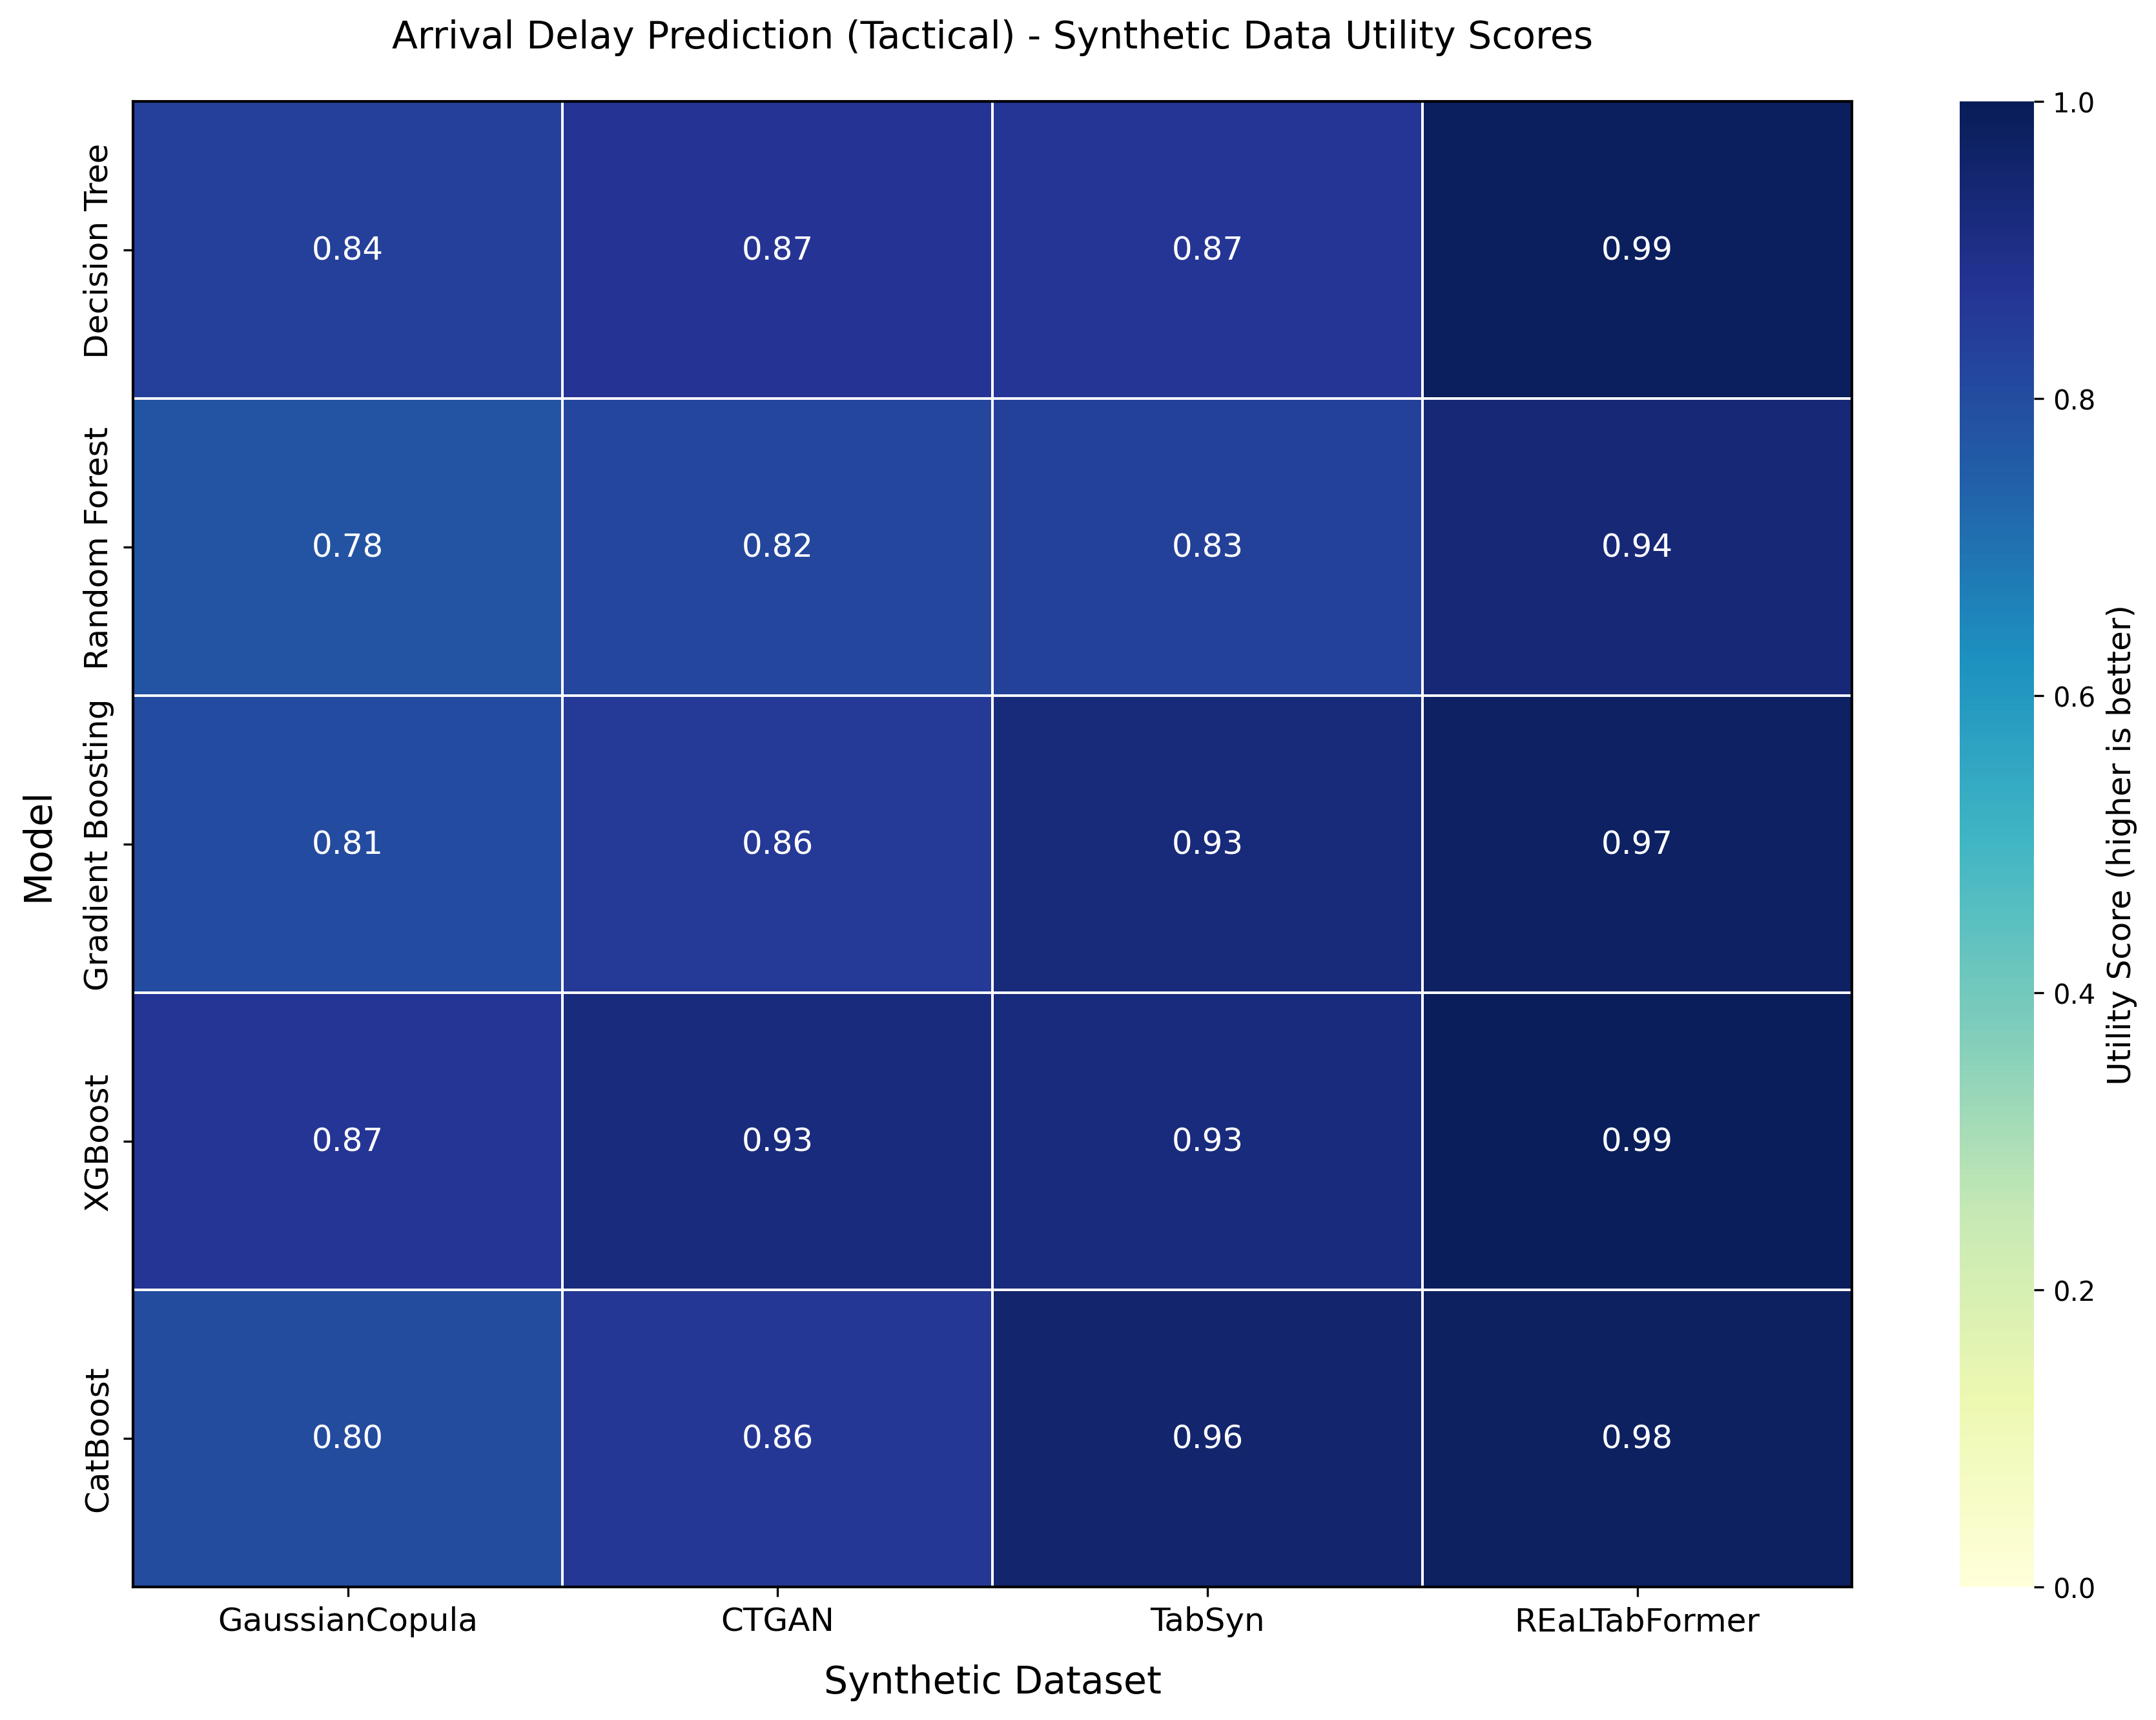 Arrival Delay Prediction (Tactical) - Synthetic Data Utility Scores
Model
Decision Tree
0.84 0.87 0.87 0.99
Random Forest
0.78 0.82 0.83 0.94
Gradient Boosting
0.81 0.86 0.93 0.97
XGBoost
0.87 0.93 0.93 0.99
CatBoost
0.80 0.86 0.96 0.98
GaussianCopula CTGAN TabSyn REaLTabFormer
Synthetic Dataset
1.0
0.8
0.6
0.4
0.2
0.0
Utility Score (higher is better)